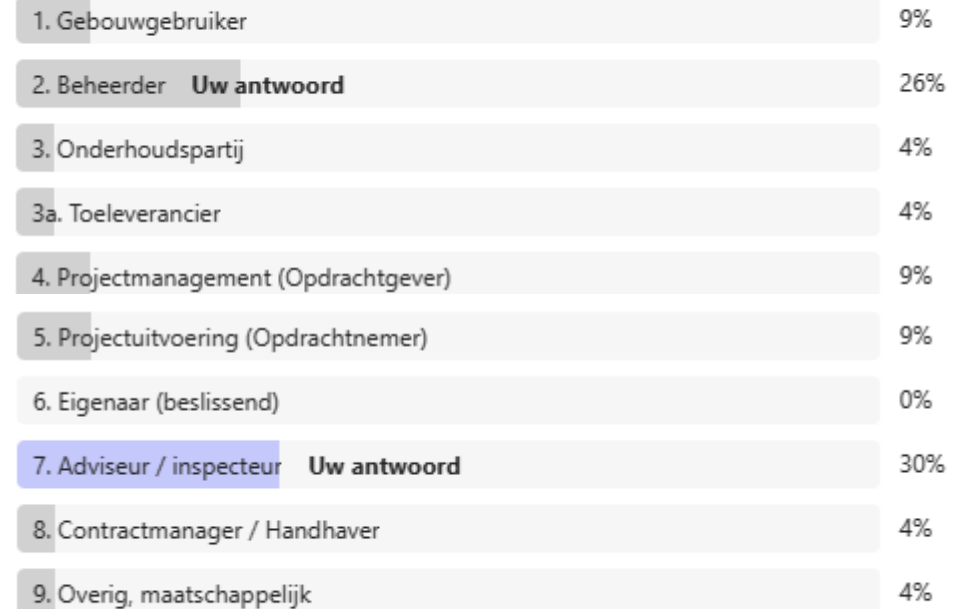 1. Gebouwgebruiker 9%
2. Beheerder Uw antwoord 26%
3. Onderhoudspartij 4%
3a. Toeleverancier 4%
4. Projectmanagement (Opdrachtgever) 9%
5. Projectuitvoering (Opdrachtnemer) 9%
6. Eigenaar (beslissend) 0%
7. Adviseur / inspecteur Uw antwoord 30%
8. Contractmanager / Handhaver 4%
9. Overig, maatschappelijk 4%